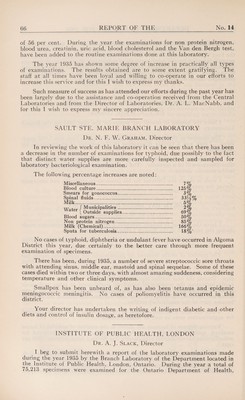 66 REPORT OF THE No. 14
of 56 per cent. During the year the examinations for non protein nitrogen,
blood urea, creatinin, uric acid, blood cholesterol and the Van den Bergh test,
have been added to the routine examinations done at this laboratory.
The year 1935 has shown some degree of increase in practically all types
of examinations. The results obtained are to some extent gratifying. The
staff at all times have been loyal and willing to co-operate in our efforts to
increase this service and for this I wish to express my thanks.
Such measure of success as has attended our efforts during the past year has
been largely due to the assistance and co-operation received from the Central
Laboratories and from the Director of Laboratories, Dr. A. L. MacNabb, and
for this I wish to express my sincere appreciation.
SAULT STE. MARIE BRANCH LABORATORY
Dr. N. F. W. Graham, Director
In reviewing the work of this laboratory it can be seen that there has been
a decrease in the number of examinations for typhoid, due possibly to the fact
that distinct water supplies are more carefully inspected and sampled for
laboratory bacteriological examination.
The following percentage increases are noted:
Miscellaneous
Blood culture 125%
Smears for gonococcus
Spinal fluids
Milk
Water Municipalities
Outside supplies
Blood sugars
Non protein nitrogen
Milk (Chemical)
Sputa for tuberculosis
No cases of typhoid, diphtheria or undulant fever have occurred in Algoma
District this year, due certainly to the better care through more frequent
examination of specimens.
There has been, during 1935, a number of severe streptococcic sore throats
with attending sinus, middle ear, mastoid and spinal sequelae. Some of these
cases died within two or three days, with almost amazing suddenness, considering
temperature and other clinical symptoms.
Smallpox has been unheard of, as has also been tetanus and epidemic
meningococcic meningitis. No cases of poliomyelitis have occurred in this
district.
Your director has undertaken the writing of indigent diabetic and other
diets and control of insulin dosage, as heretofore.
INSTITUTE OF PUBLIC HEALTH, LONDON
Dr. A. J. Slack, Director
I beg to submit herewith a report of the laboratory examinations made
during the year 1935 by the Branch Laboratory of the Department located in
the Institute of Public Health, London, Ontario. During the year a total of
75,213 specimens were examined for the Ontario Department of Health,